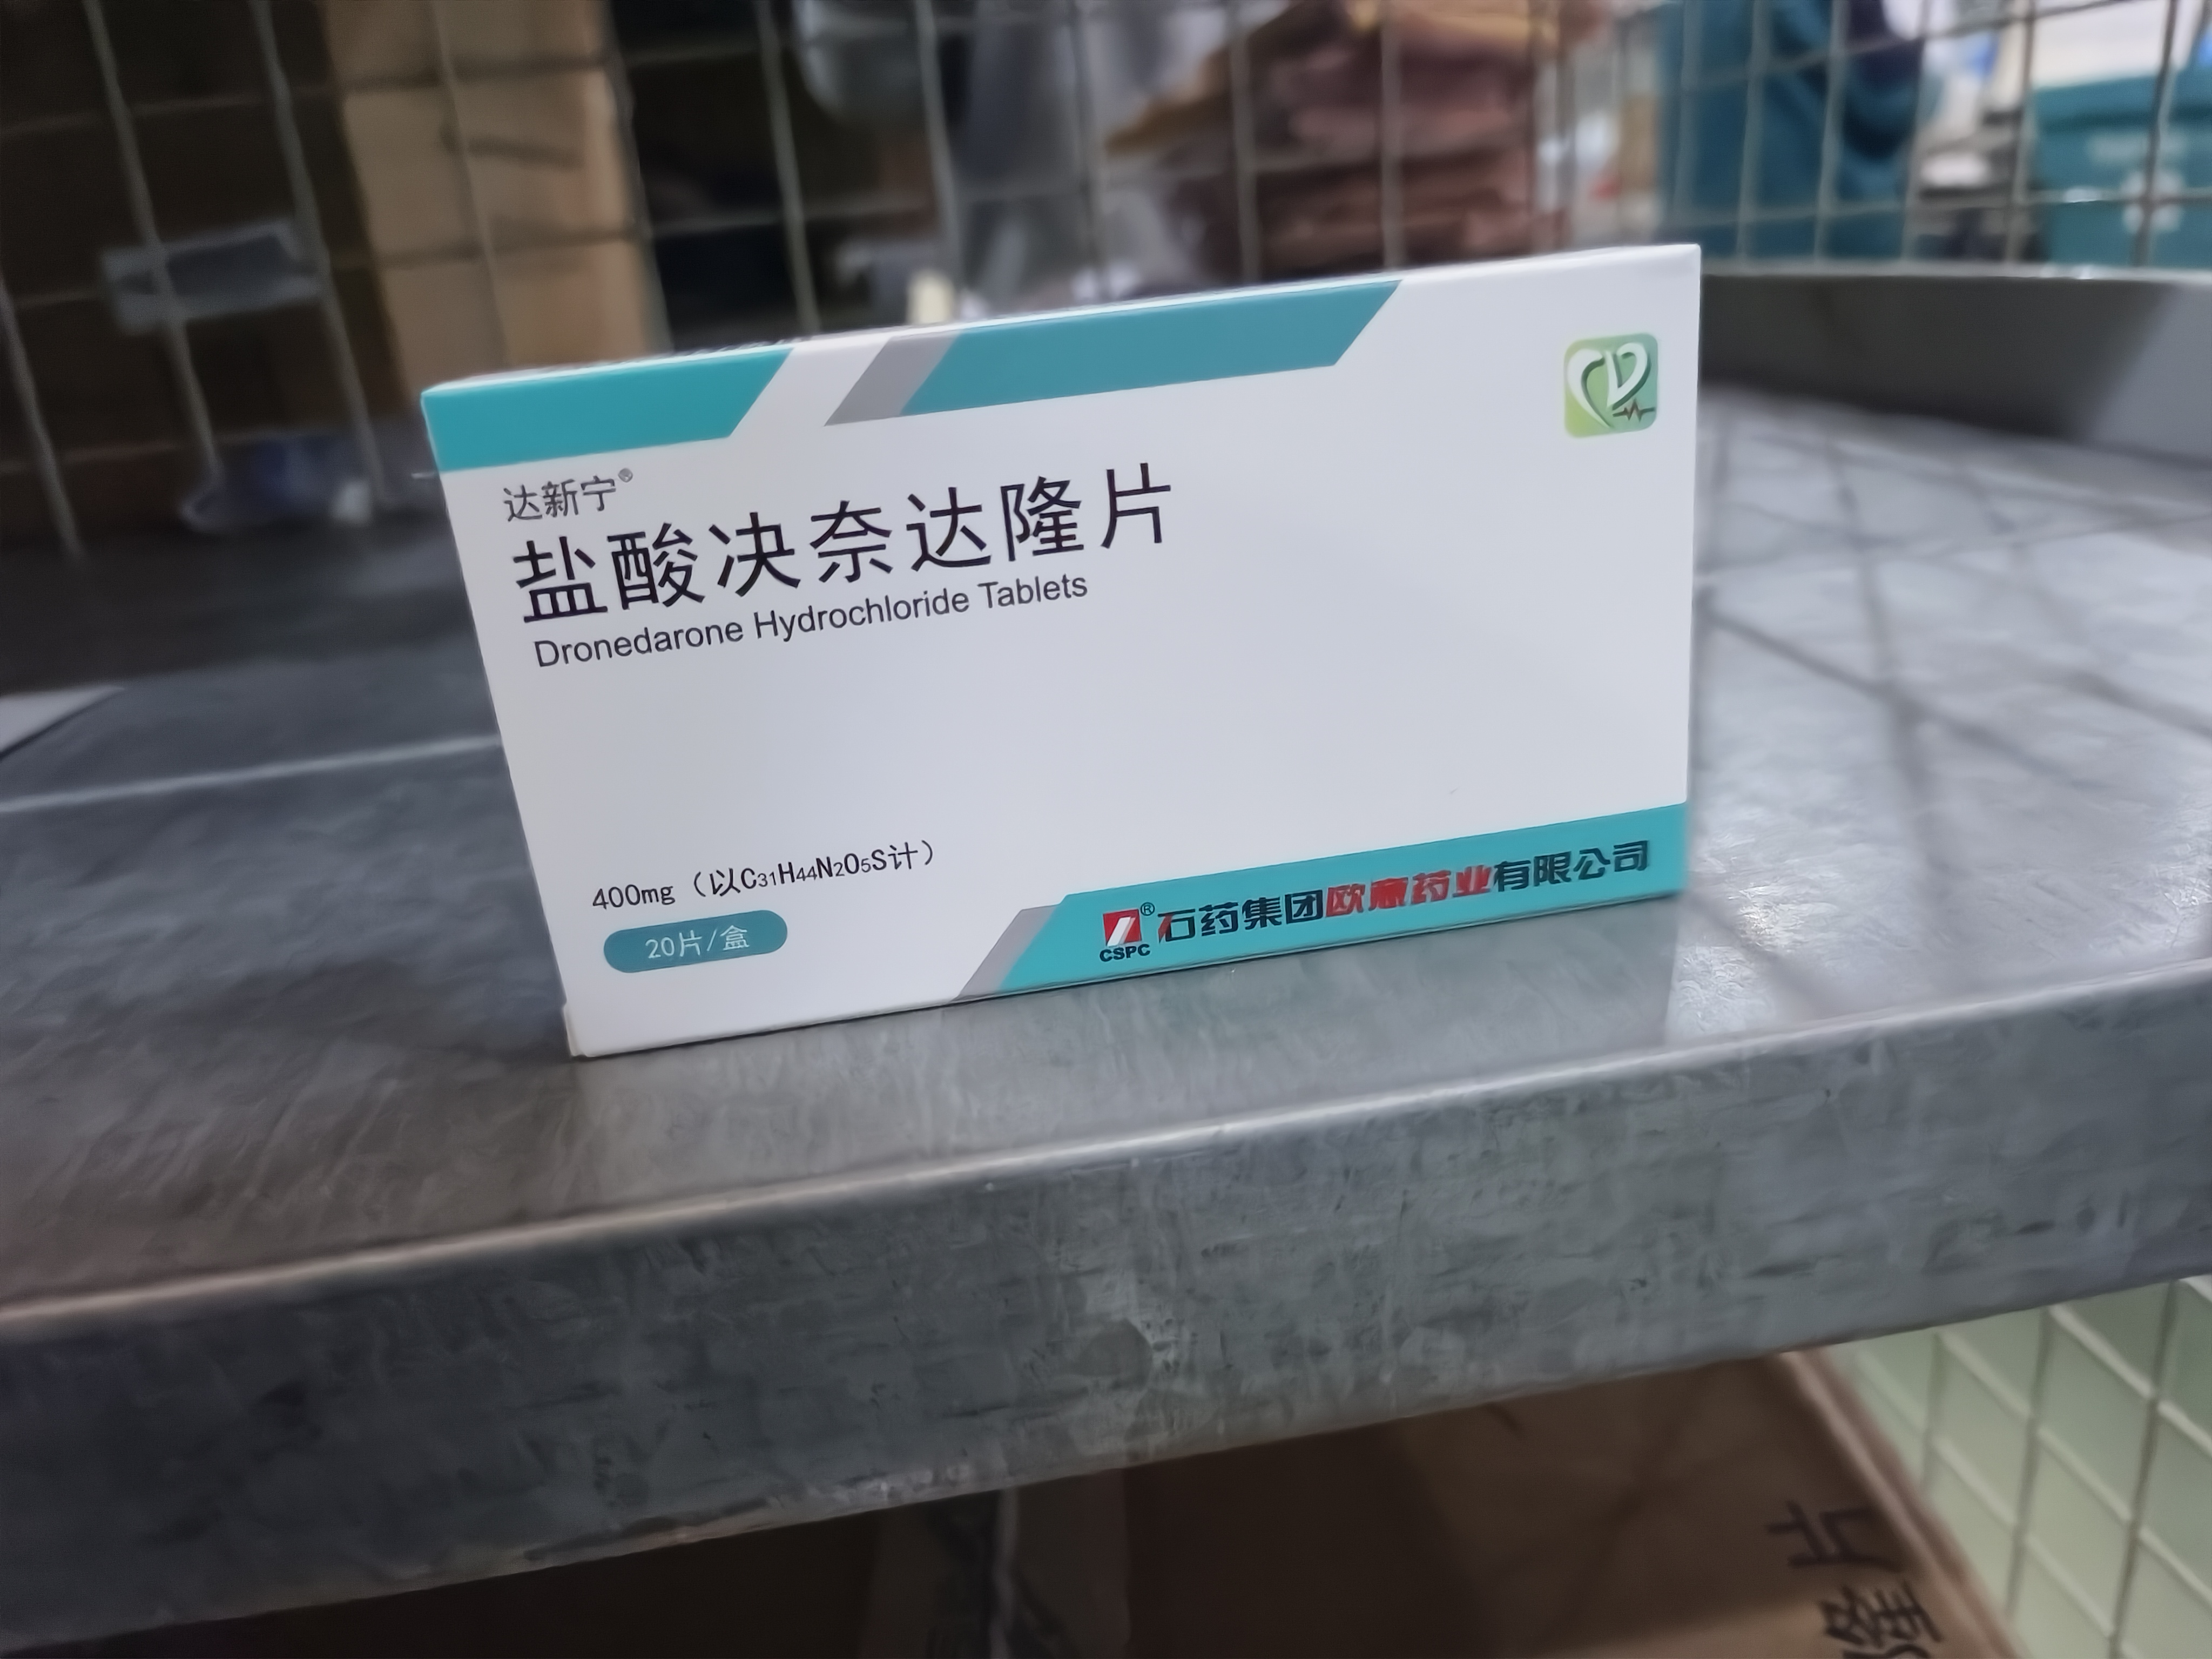 达新宁®
盐酸决奈达隆片
Dronedarone Hydrochloride Tablets
400mg（以C31H44N2O5S计）
20片/盒
CSPC® 石药集团欧意药业有限公司
隆片